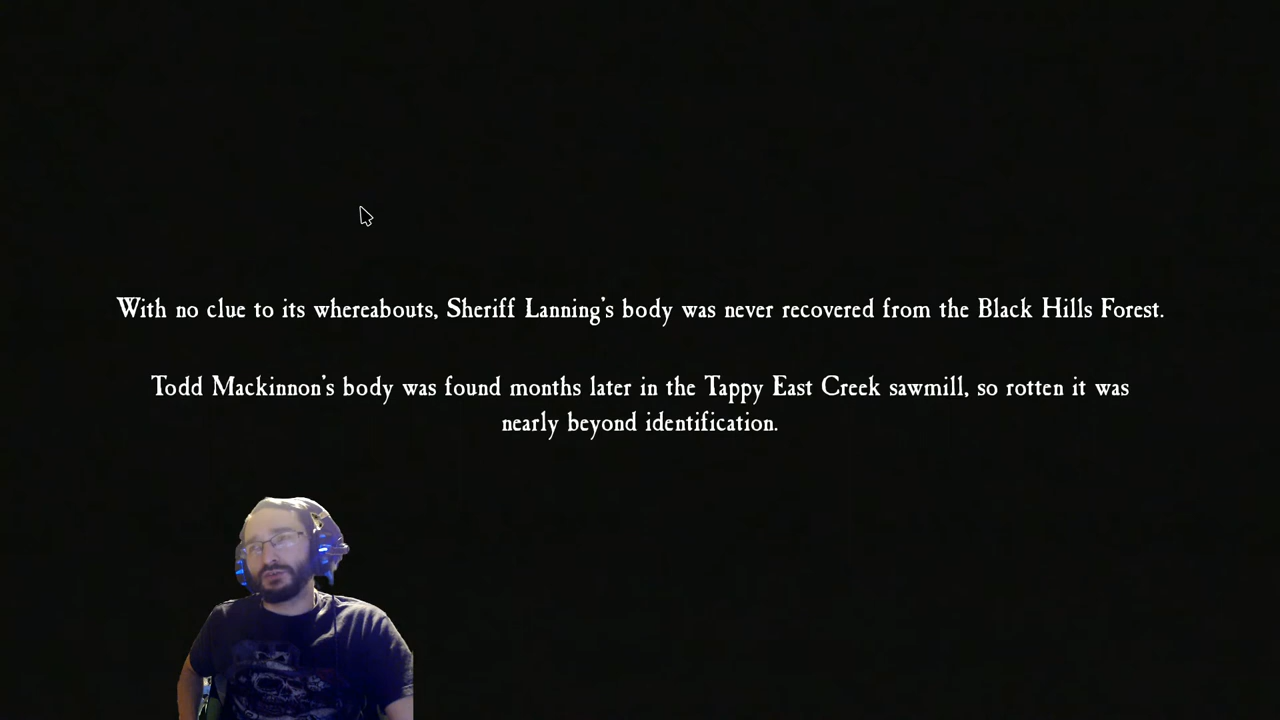 With no clue to its whereabouts, Sheriff Lanning's body was never recovered from the Black Hills Forest.
Todd Mackinnon's body was found months later in the Tappy East Creek sawmill, so rotten it was
nearly beyond identification.